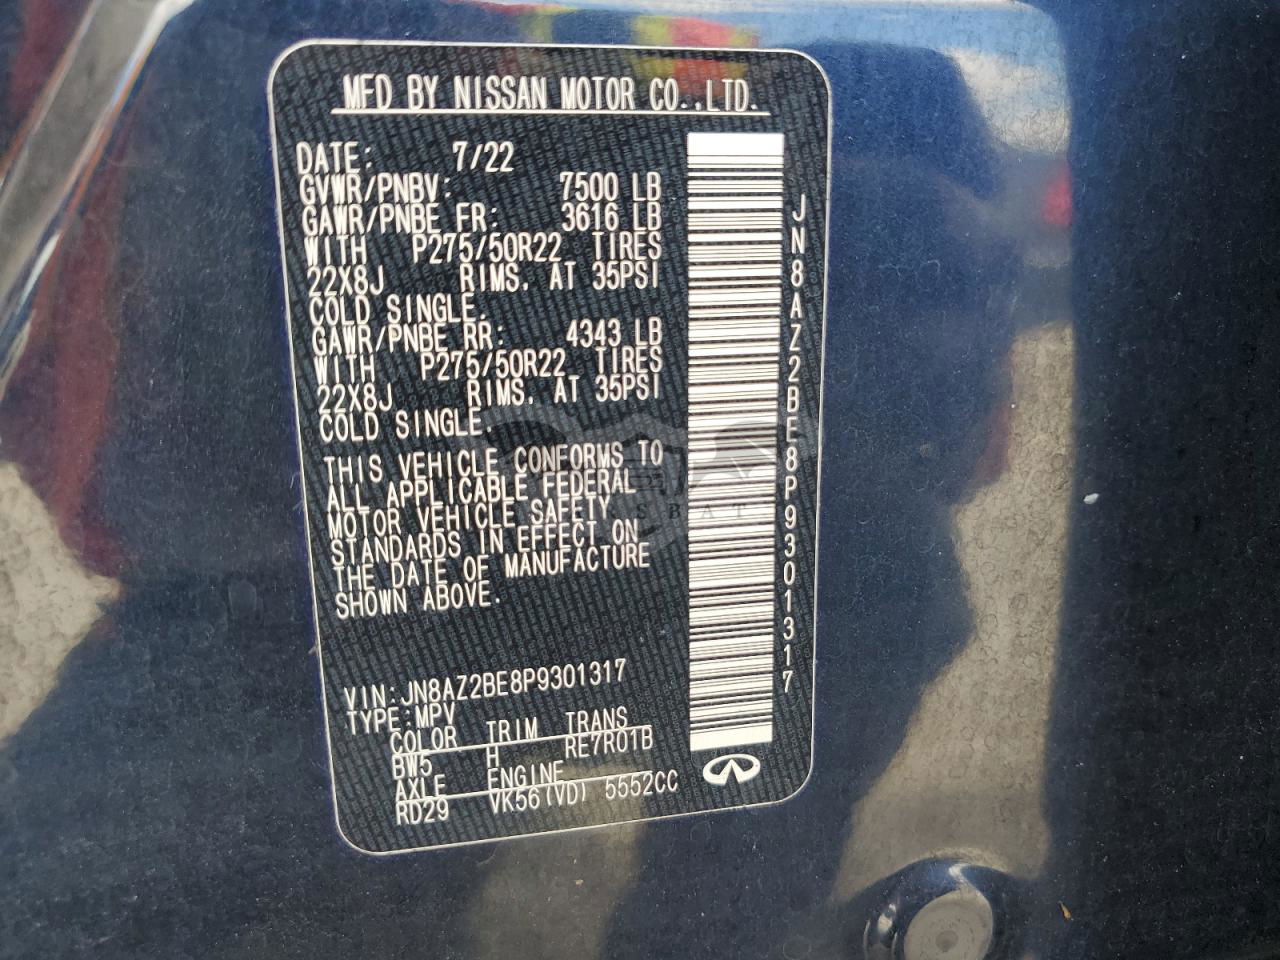 MFD BY NISSAN MOTOR CO.,LTD.
DATE: 7/22
GVWR/PNBV: 7500 LB
GAWR/PNBE FR: 3616 LB
WITH P275/50R22 TIRES
22X8J RIMS. AT 35PSI
COLD SINGLE.
GAWR/PNBE RR: 4343 LB
WITH P275/50R22 TIRES
22X8J RIMS. AT 35PSI
COLD SINGLE.
THIS VEHICLE CONFORMS TO
ALL APPLICABLE FEDERAL
MOTOR VEHICLE SAFETY
STANDARDS IN EFFECT ON
THE DATE OF MANUFACTURE
SHOWN ABOVE.
VIN:JN8AZ2BE8P9301317
TYPE:MPV
COLOR TRIM TRANS
BW5 H RE7R01B
AXLE ENGINE
RD29 VK56(VD) 5552CC
JN8AZ2BE8P9301317